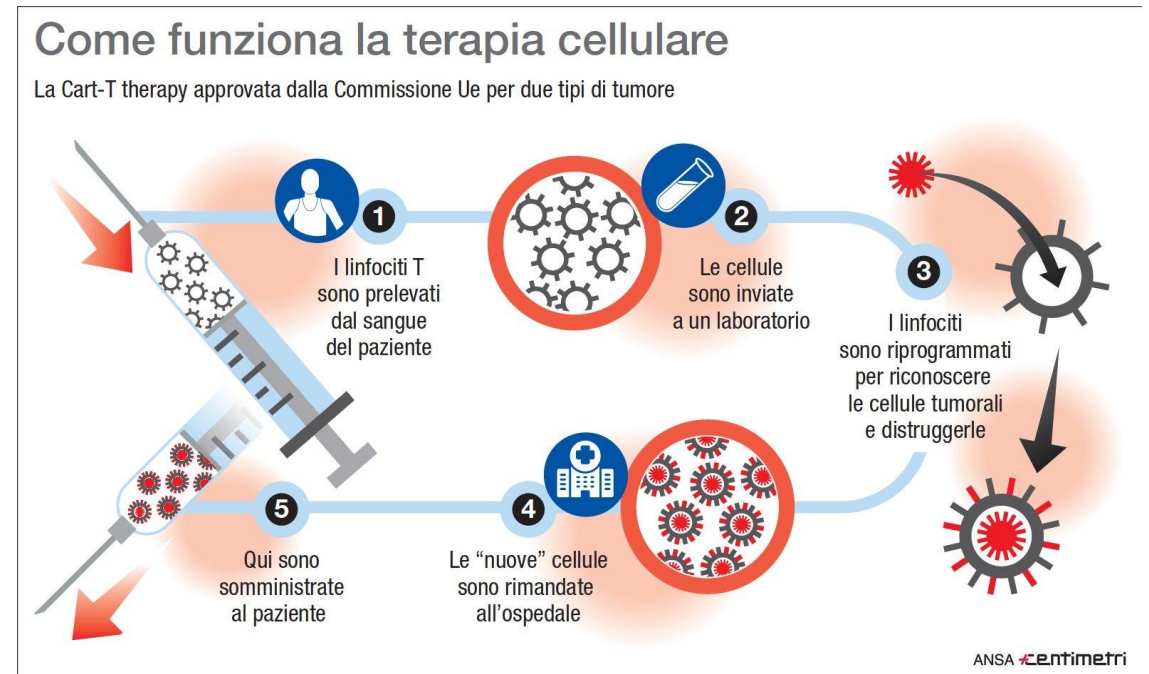 Come funziona la terapia cellulare
La Cart-T therapy approvata dalla Commissione Ue per due tipi di tumore
1
I linfociti T
sono prelevati
dal sangue
del paziente
2
Le cellule
sono inviate
a un laboratorio
3
I linfociti
sono riprogrammati
per riconoscere
le cellule tumorali
e distruggerle
4
Le “nuove” cellule
sono rimandate
all’ospedale
5
Qui sono
somministrate
al paziente
ANSA centimetri